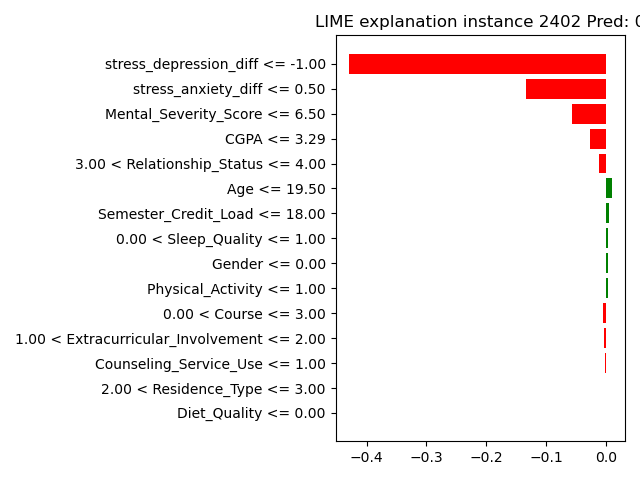 LIME explanation instance 2402 Pred: 0
stress_depression_diff <= -1.00
stress_anxiety_diff <= 0.50
Mental_Severity_Score <= 6.50
CGPA <= 3.29
3.00 < Relationship_Status <= 4.00
Age <= 19.50
Semester_Credit_Load <= 18.00
0.00 < Sleep_Quality <= 1.00
Gender <= 0.00
Physical_Activity <= 1.00
0.00 < Course <= 3.00
1.00 < Extracurricular_Involvement <= 2.00
Counseling_Service_Use <= 1.00
2.00 < Residence_Type <= 3.00
Diet_Quality <= 0.00
−0.4 −0.3 −0.2 −0.1 0.0